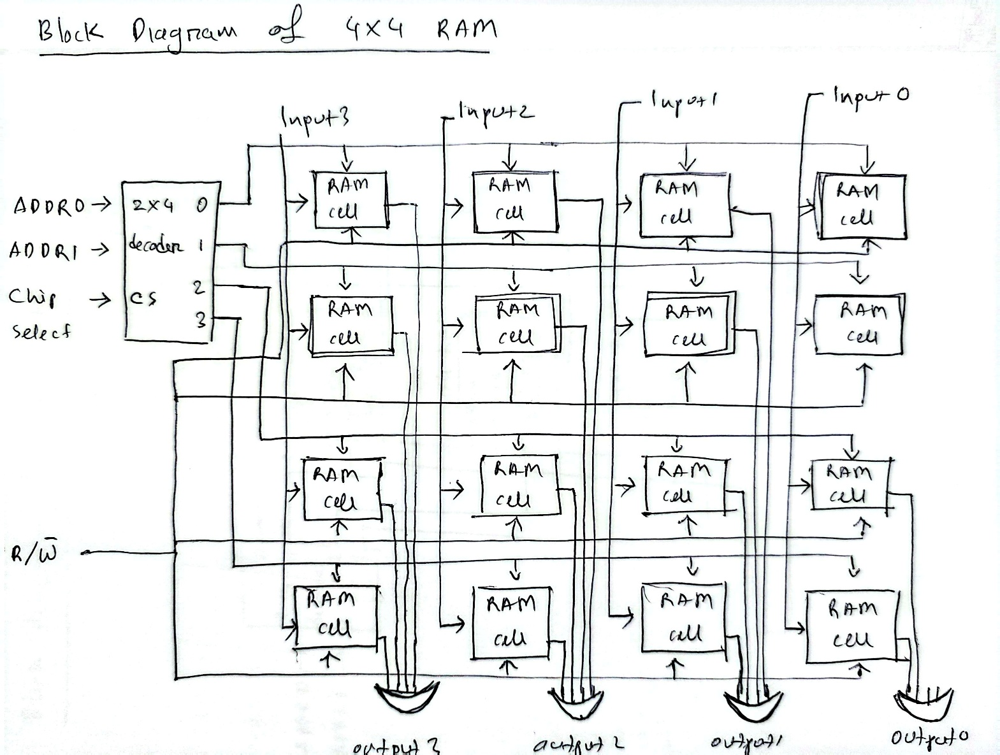 Block Diagram of 4x4 RAM
Input3 Input2 Input1 Input 0
ADDR0 2x4 0
ADDR1 decoder 1
Chip CS 2
select 3
RAM RAM RAM RAM
cell cell cell cell
RAM RAM RAM RAM
cell cell cell cell
RAM RAM RAM RAM
cell cell cell cell
R/W̄
RAM RAM RAM RAM
cell cell cell cell
output 3 output 2 output1 output0